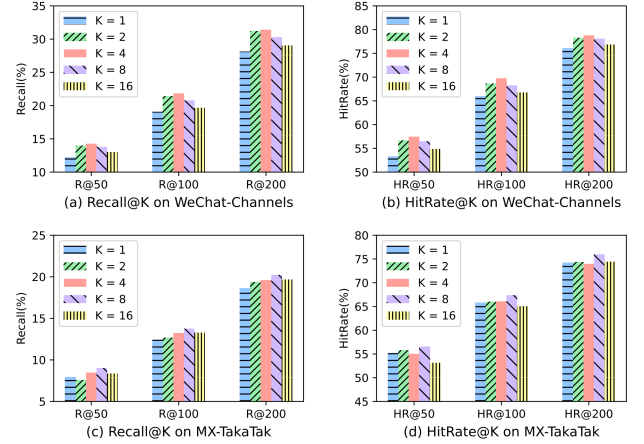 35
30
25
20
15
10
Recall(%)
K = 1
K = 2
K = 4
K = 8
K = 16
R@50 R@100 R@200
(a) Recall@K on WeChat-Channels
85
80
75
70
65
60
55
50
HitRate(%)
K = 1
K = 2
K = 4
K = 8
K = 16
HR@50 HR@100 HR@200
(b) HitRate@K on WeChat-Channels
25
20
15
10
5
Recall(%)
K = 1
K = 2
K = 4
K = 8
K = 16
R@50 R@100 R@200
(c) Recall@K on MX-TakaTak
80
75
70
65
60
55
50
45
HitRate(%)
K = 1
K = 2
K = 4
K = 8
K = 16
HR@50 HR@100 HR@200
(d) HitRate@K on MX-TakaTak